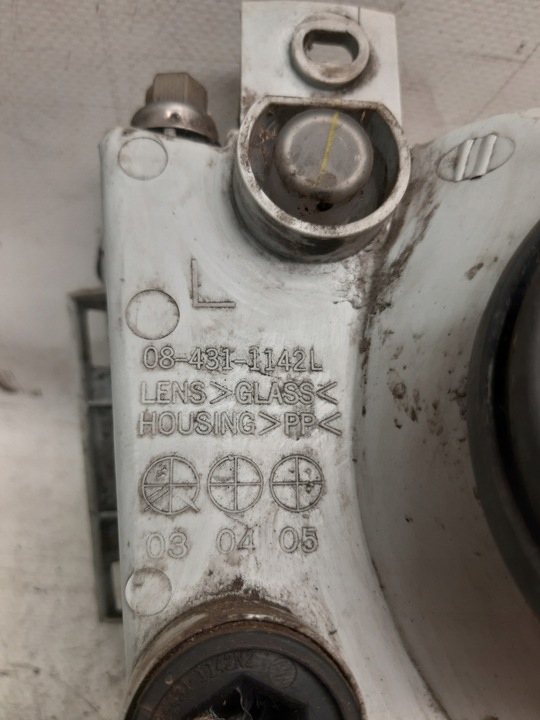 L
08-431-1142L
LENS>GLASS<
HOUSING>PP<
03 04 05